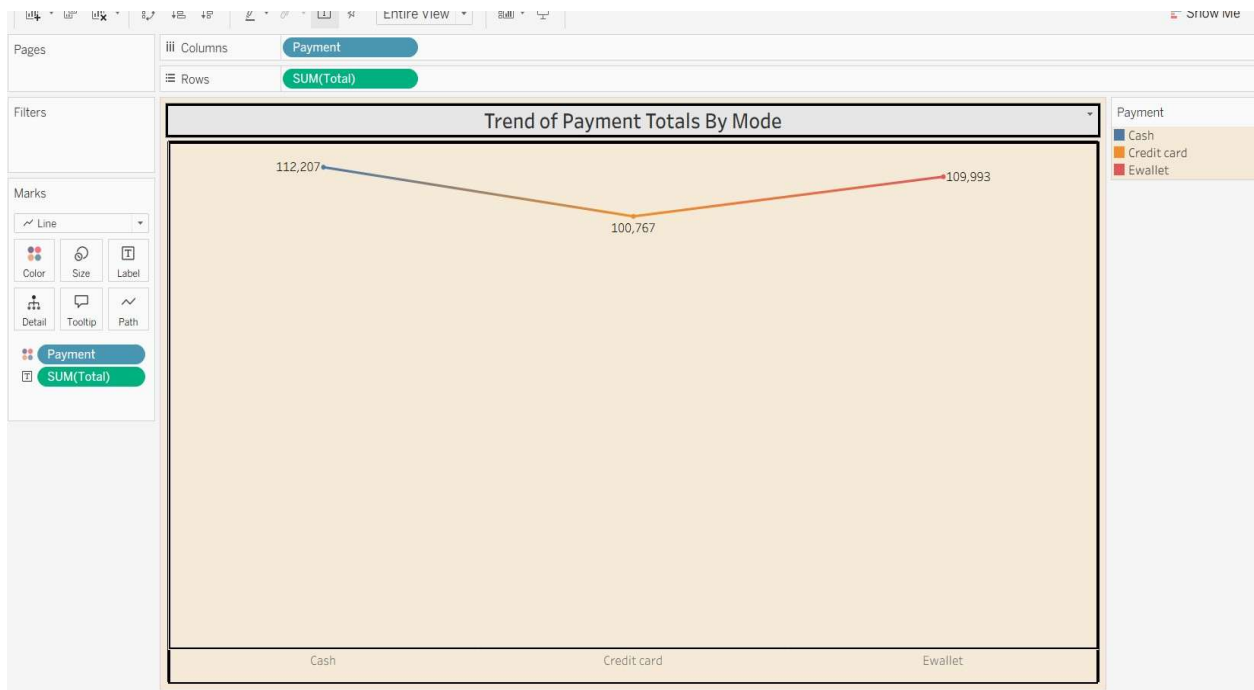 Entire View
Show Me
Pages
iii Columns
Payment
Rows
SUM(Total)
Filters
Trend of Payment Totals By Mode
Payment
Cash
Credit card
Ewallet
Marks
Line
Color
Size
Label
Detail
Tooltip
Path
Payment
SUM(Total)
112,207
100,767
109,993
Cash
Credit card
Ewallet